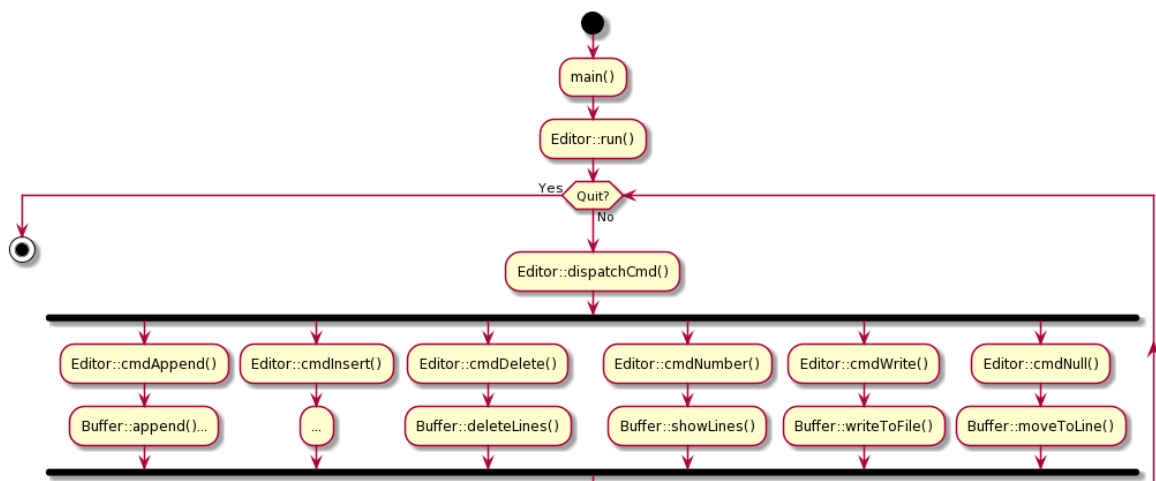 main()
Editor::run()
Yes
Quit?
No
Editor::dispatchCmd()
Editor::cmdAppend()
Editor::cmdInsert()
Editor::cmdDelete()
Editor::cmdNumber()
Editor::cmdWrite()
Editor::cmdNull()
Buffer::append()...
...
Buffer::deleteLines()
Buffer::showLines()
Buffer::writeToFile()
Buffer::moveToLine()